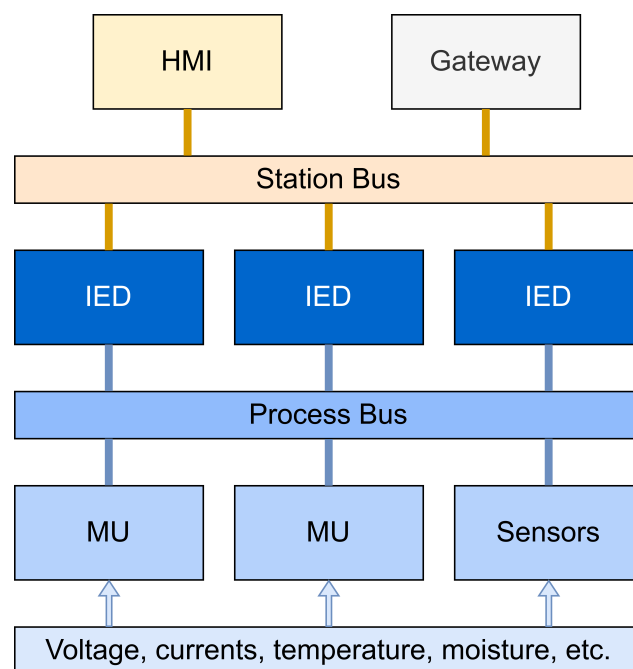 HMI
Gateway
Station Bus
IED
IED
IED
Process Bus
MU
MU
Sensors
Voltage, currents, temperature, moisture, etc.